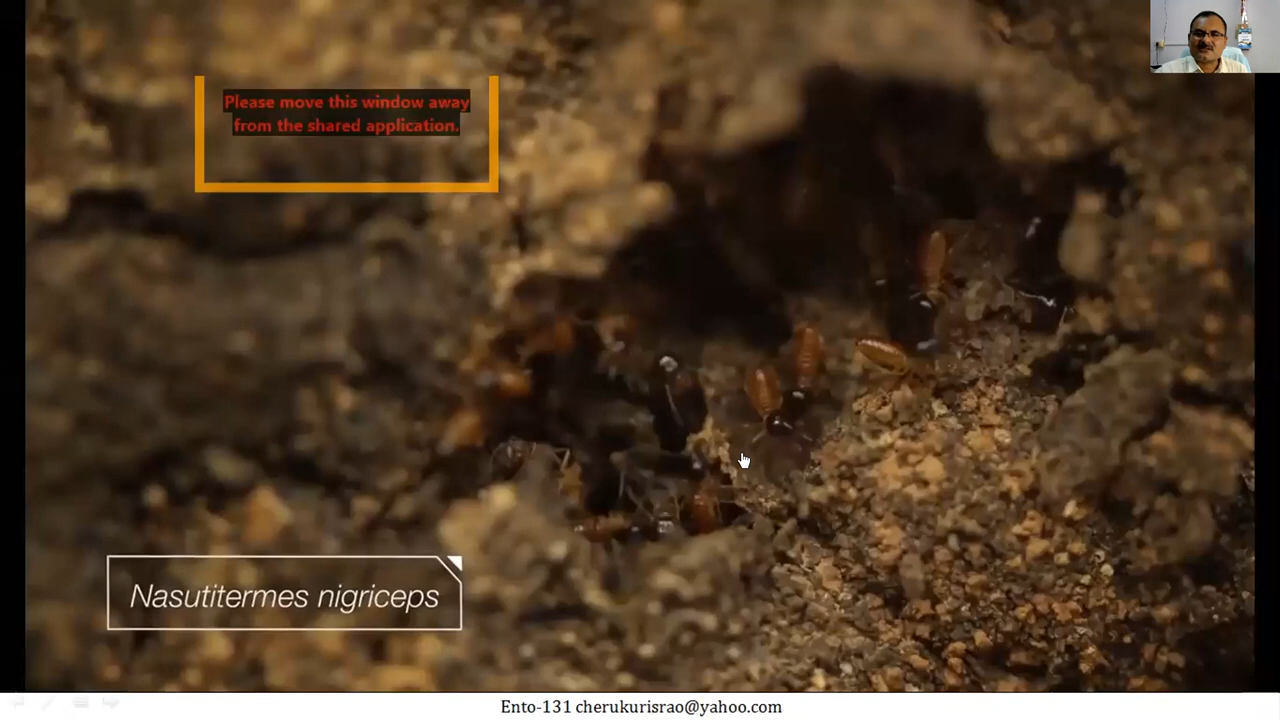 Please move this window away
from the shared application.
Nasutitermes nigriceps
Ento-131 cherukurisrao@yahoo.com